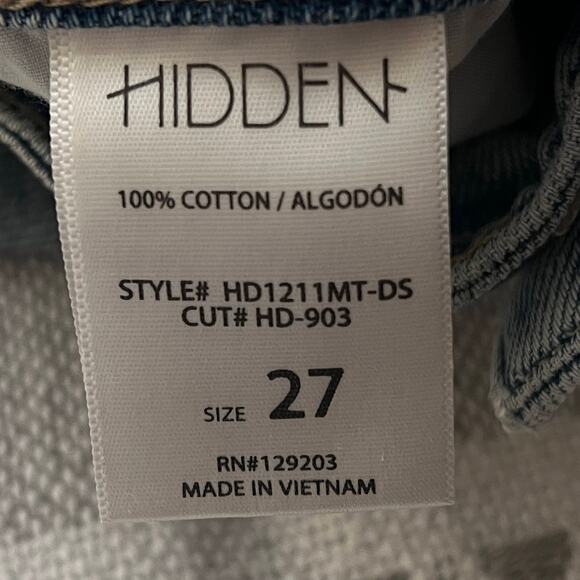 HIDDEN
100% COTTON / ALGODÓN
STYLE# HD1211MT-DS
CUT# HD-903
SIZE 27
RN#129203
MADE IN VIETNAM